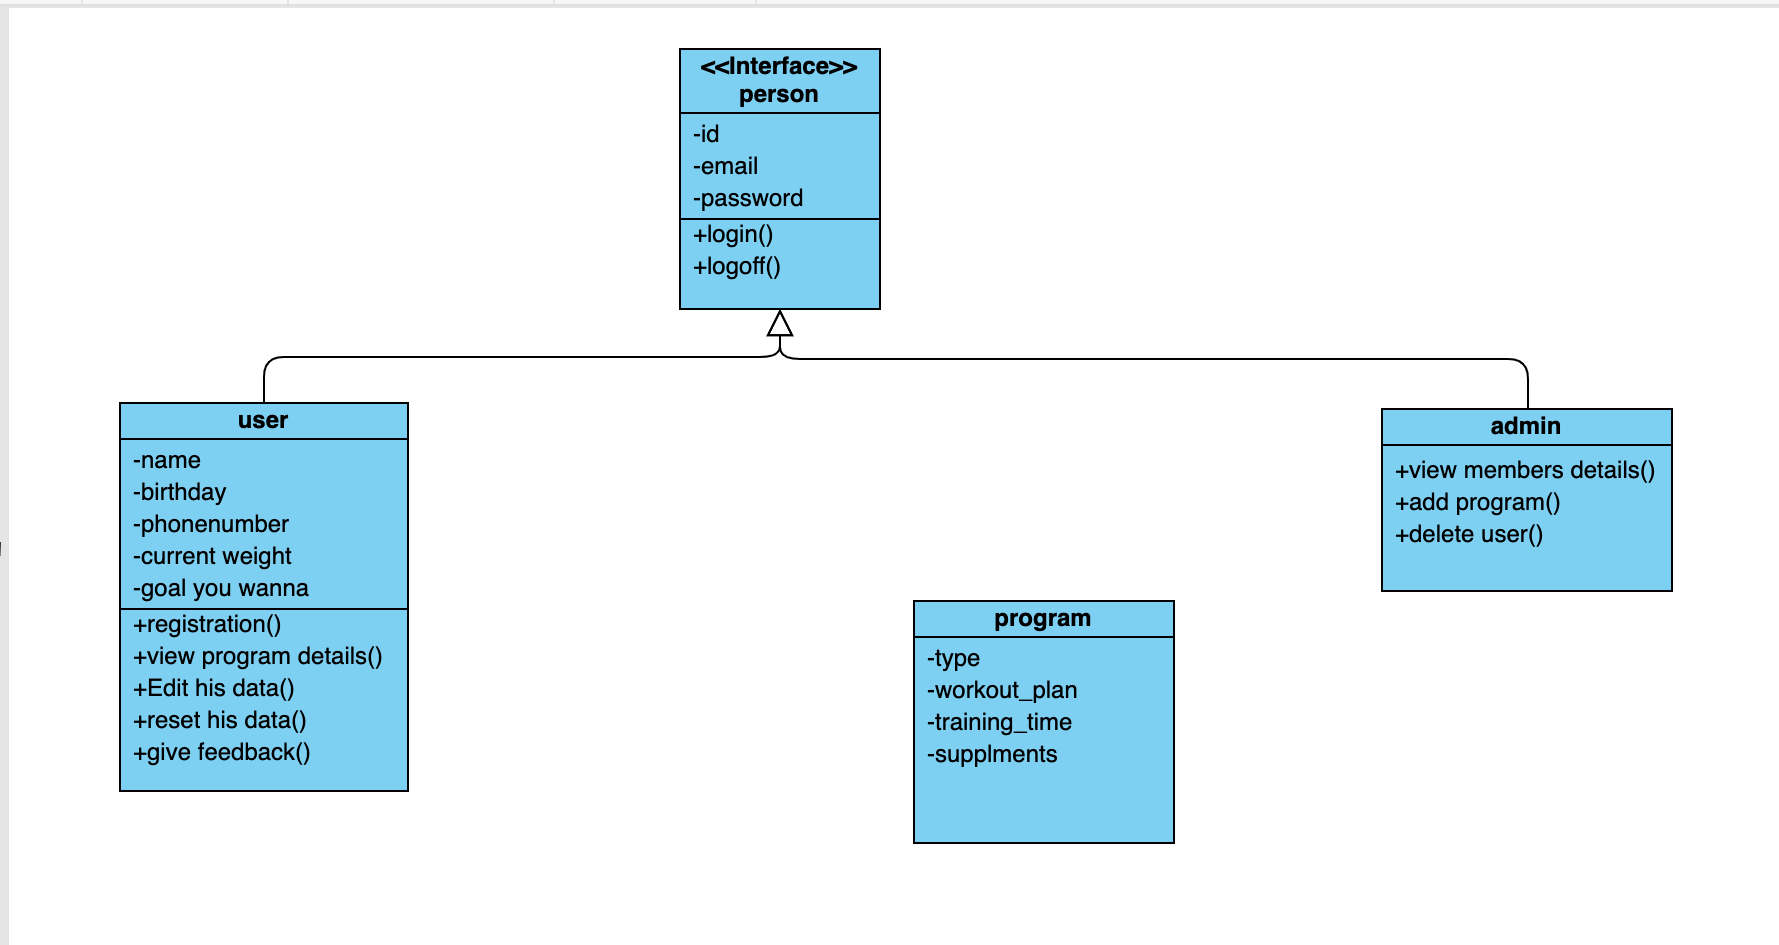 <<Interface>>
person
-id
-email
-password
+login()
+logoff()
user
-name
-birthday
-phonenumber
-current weight
-goal you wanna
+registration()
+view program details()
+Edit his data()
+reset his data()
+give feedback()
admin
+view members details()
+add program()
+delete user()
program
-type
-workout_plan
-training_time
-supplments